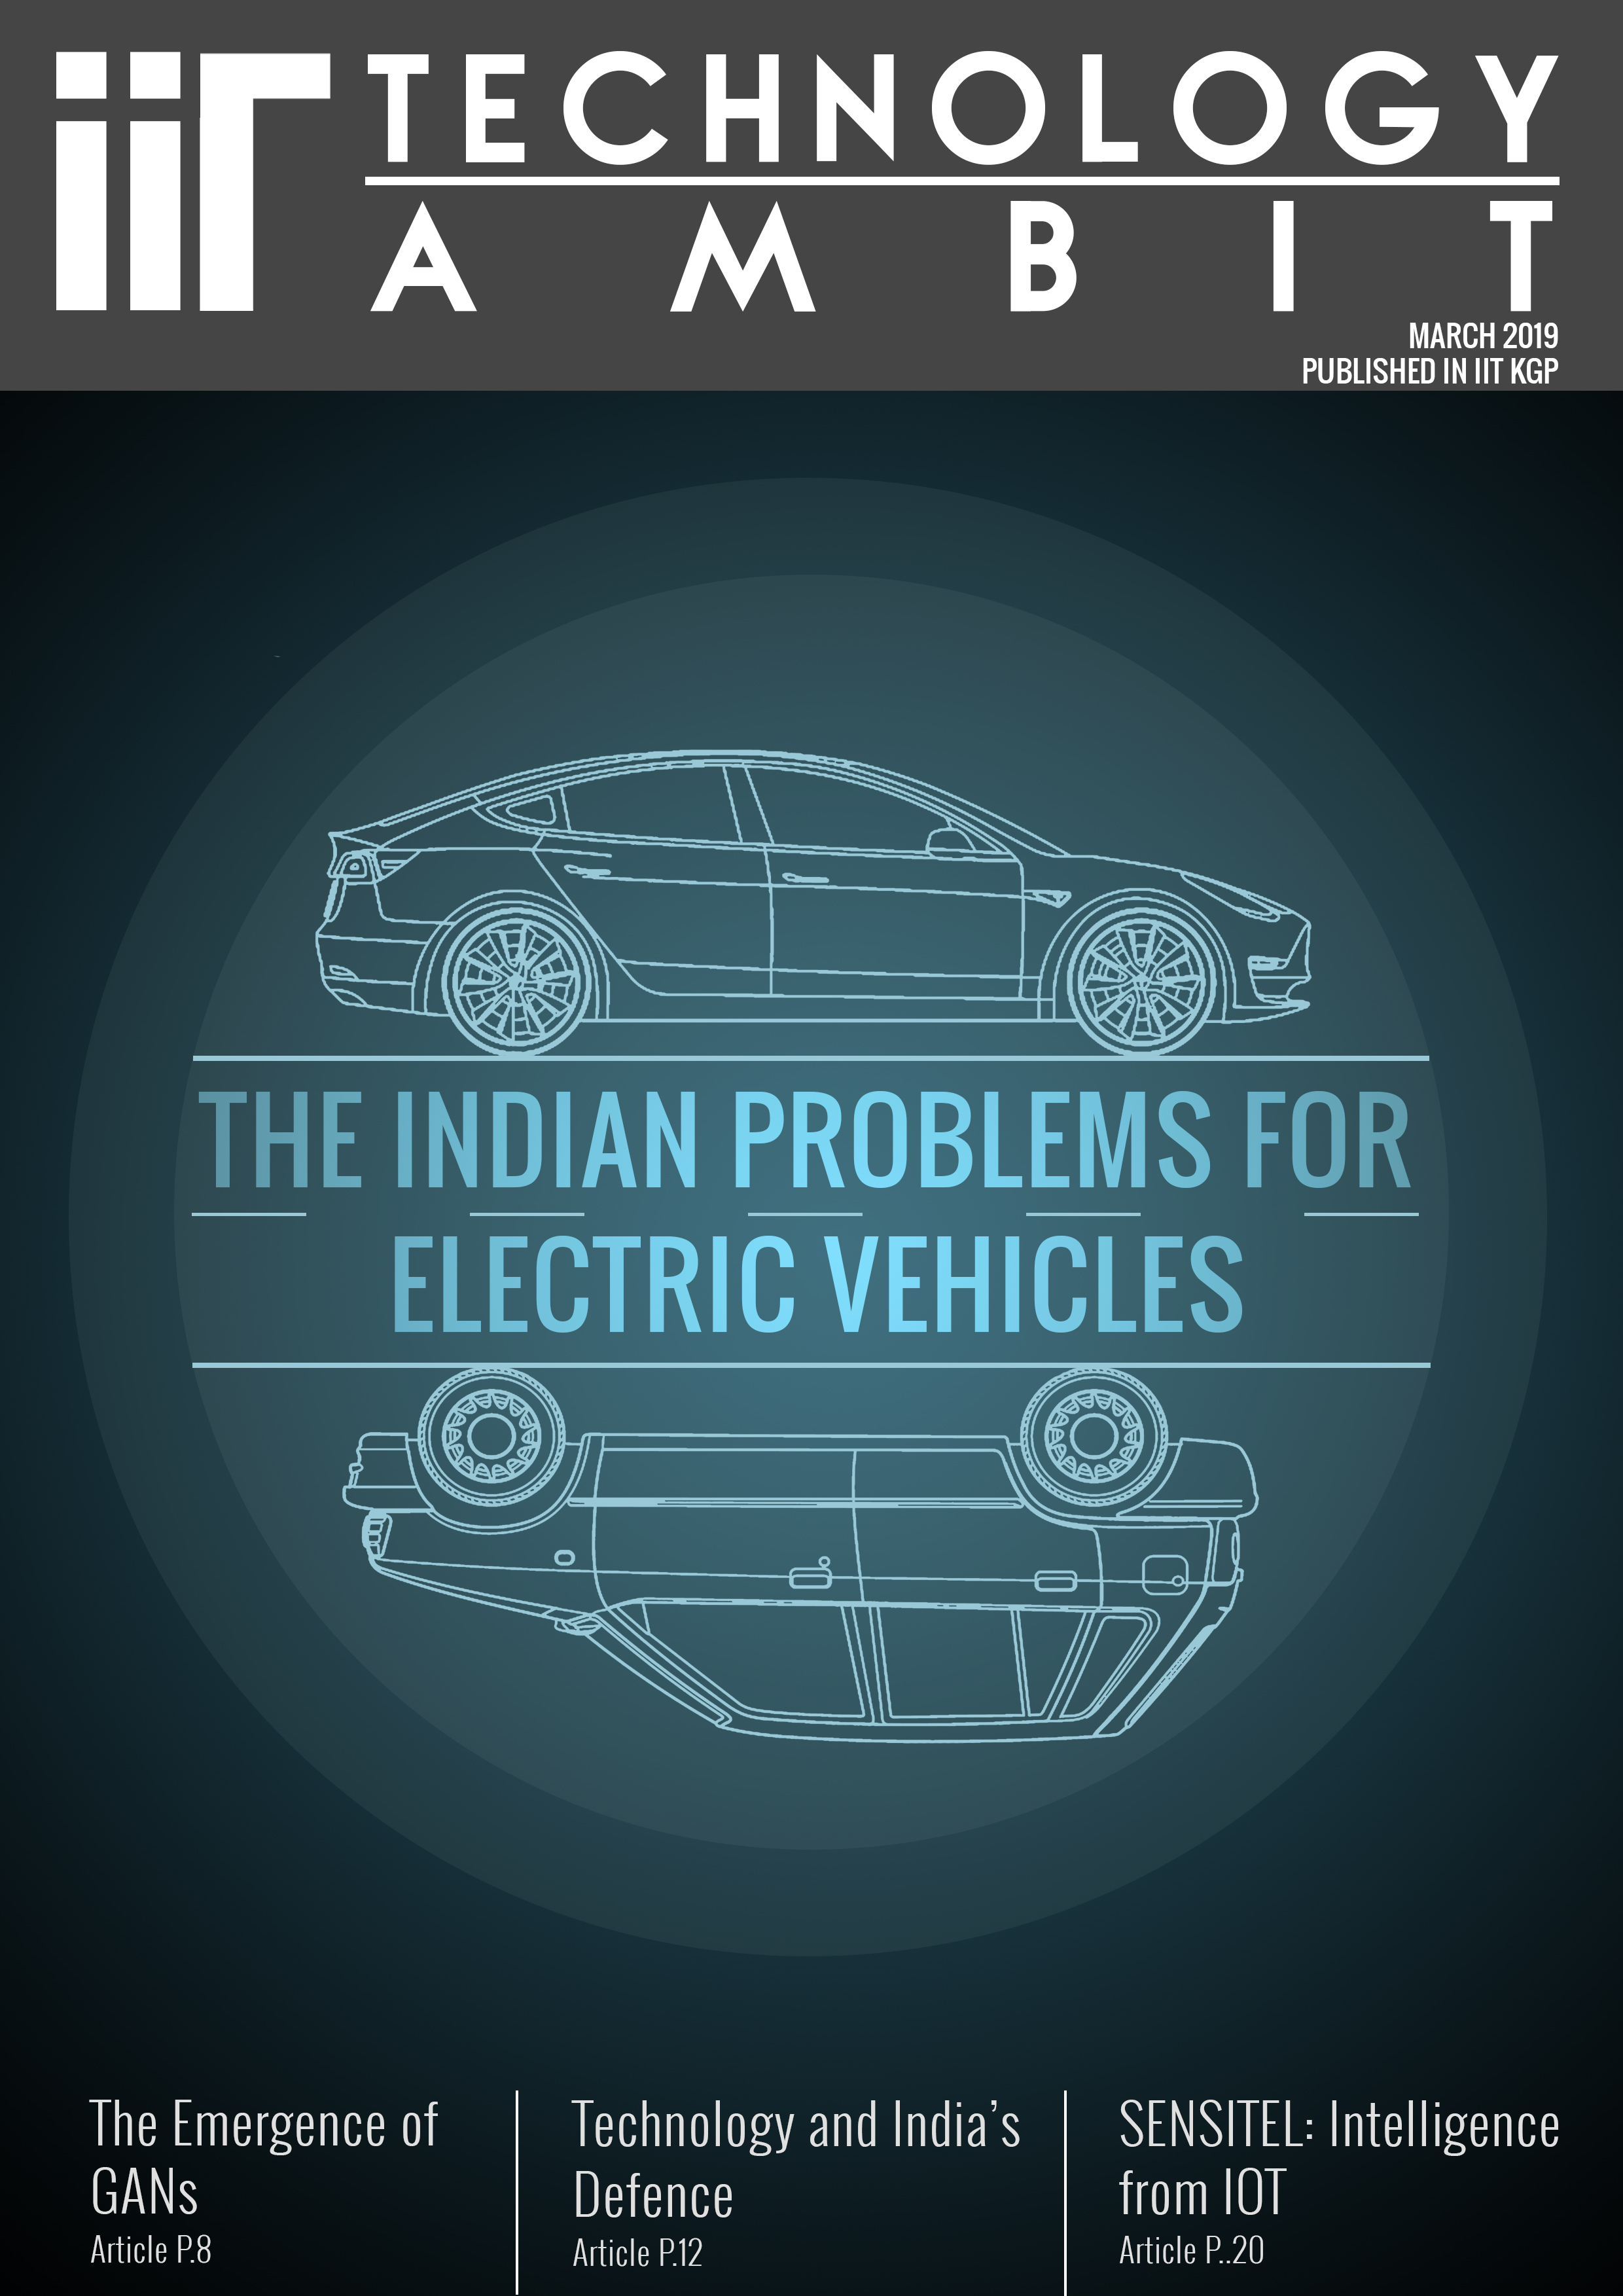 iiT TECHNOLOGY
AMBIT
MARCH 2019
PUBLISHED IN IIT KGP
THE INDIAN PROBLEMS FOR
ELECTRIC VEHICLES
The Emergence of
GANs
Article P.8
Technology and India’s
Defence
Article P.12
SENSITEL: Intelligence
from IOT
Article P..20